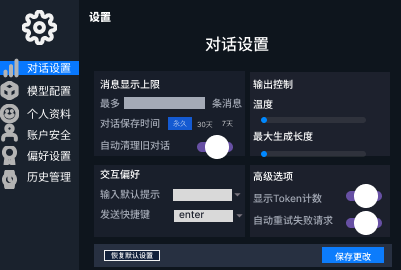 设置
对话设置
对话设置
模型配置
个人资料
账户安全
偏好设置
历史管理
消息显示上限
最多 条消息
对话保存时间 永久 30天 7天
自动清理旧对话
输出控制
温度
最大生成长度
交互偏好
输入默认提示
发送快捷键 enter
高级选项
显示Token计数
自动重试失败请求
恢复默认设置
保存更改